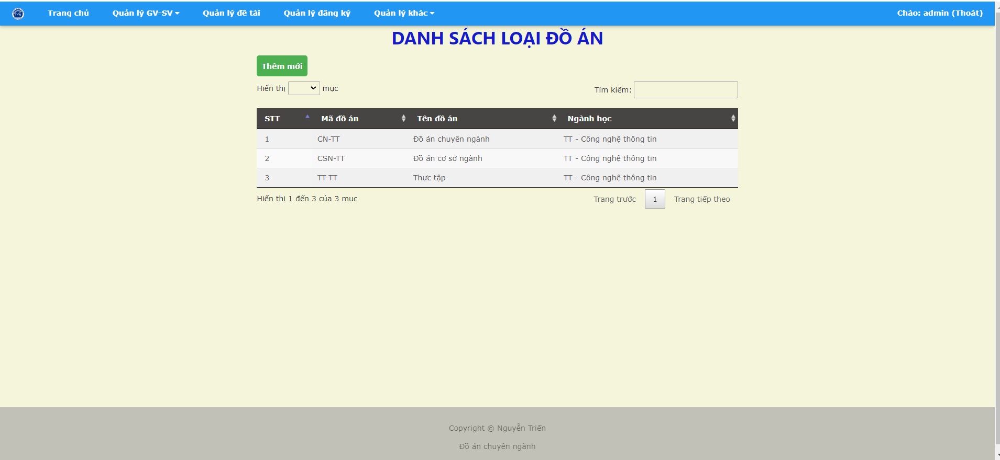 Trang chủ Quản lý GV-SV Quản lý đề tài Quản lý đăng ký Quản lý khác Chào: admin (Thoát)
DANH SÁCH LOẠI ĐỒ ÁN
Thêm mới
Hiển thị mục Tìm kiếm:
STT Mã đồ án Tên đồ án Ngành học
1 CN-TT Đồ án chuyên ngành TT - Công nghệ thông tin
2 CSN-TT Đồ án cơ sở ngành TT - Công nghệ thông tin
3 TT-TT Thực tập TT - Công nghệ thông tin
Hiển thị 1 đến 3 của 3 mục Trang trước 1 Trang tiếp theo
Copyright © Nguyễn Triến
Đồ án chuyên ngành